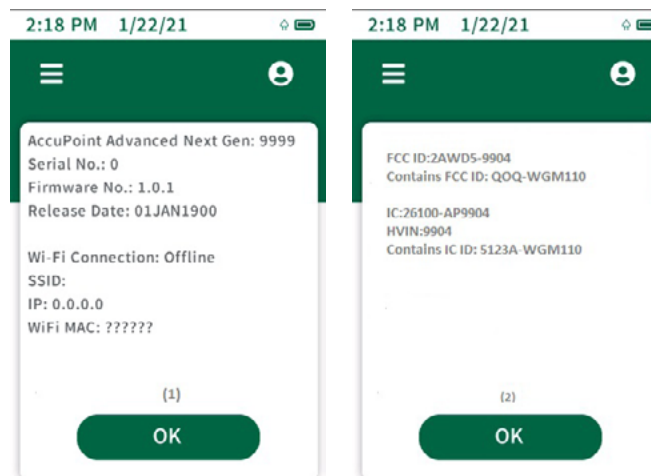 2:18 PM 1/22/21
AccuPoint Advanced Next Gen: 9999
Serial No.: 0
Firmware No.: 1.0.1
Release Date: 01JAN1900
Wi-Fi Connection: Offline
SSID:
IP: 0.0.0.0
WiFi MAC: ??????
(1)
OK
2:18 PM 1/22/21
FCC ID:2AWD5-9904
Contains FCC ID: QOQ-WGM110
IC:26100-AP9904
HVIN:9904
Contains IC ID: 5123A-WGM110
(2)
OK